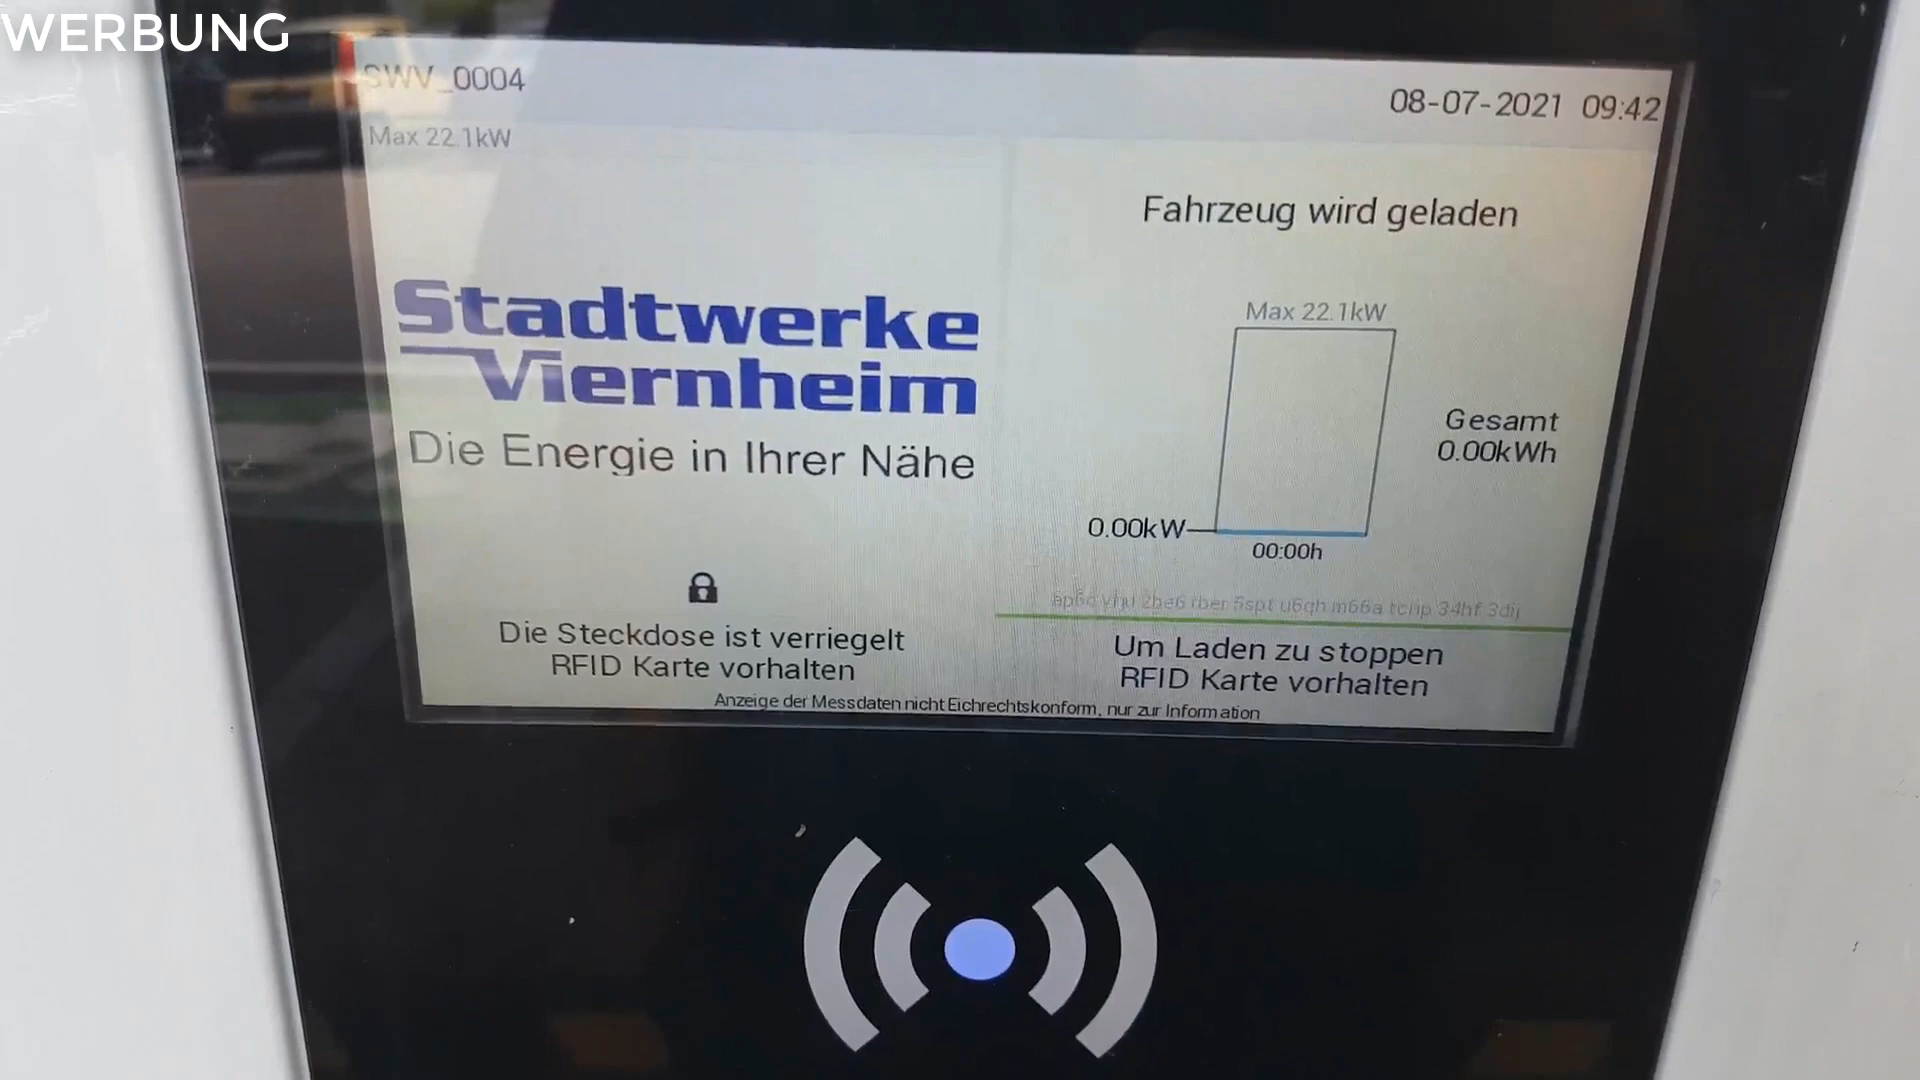 WERBUNG
SWV_0004
08-07-2021 09:42
Max 22.1kW
Fahrzeug wird geladen
Stadtwerke
Viernheim
Die Energie in Ihrer Nähe
Max 22.1kW
Gesamt
0.00kWh
0.00kW
00:00h
Die Steckdose ist verriegelt
RFID Karte vorhalten
Um Laden zu stoppen
RFID Karte vorhalten
Anzeige der Messdaten nicht Eichrechtskonform, nur zur Information